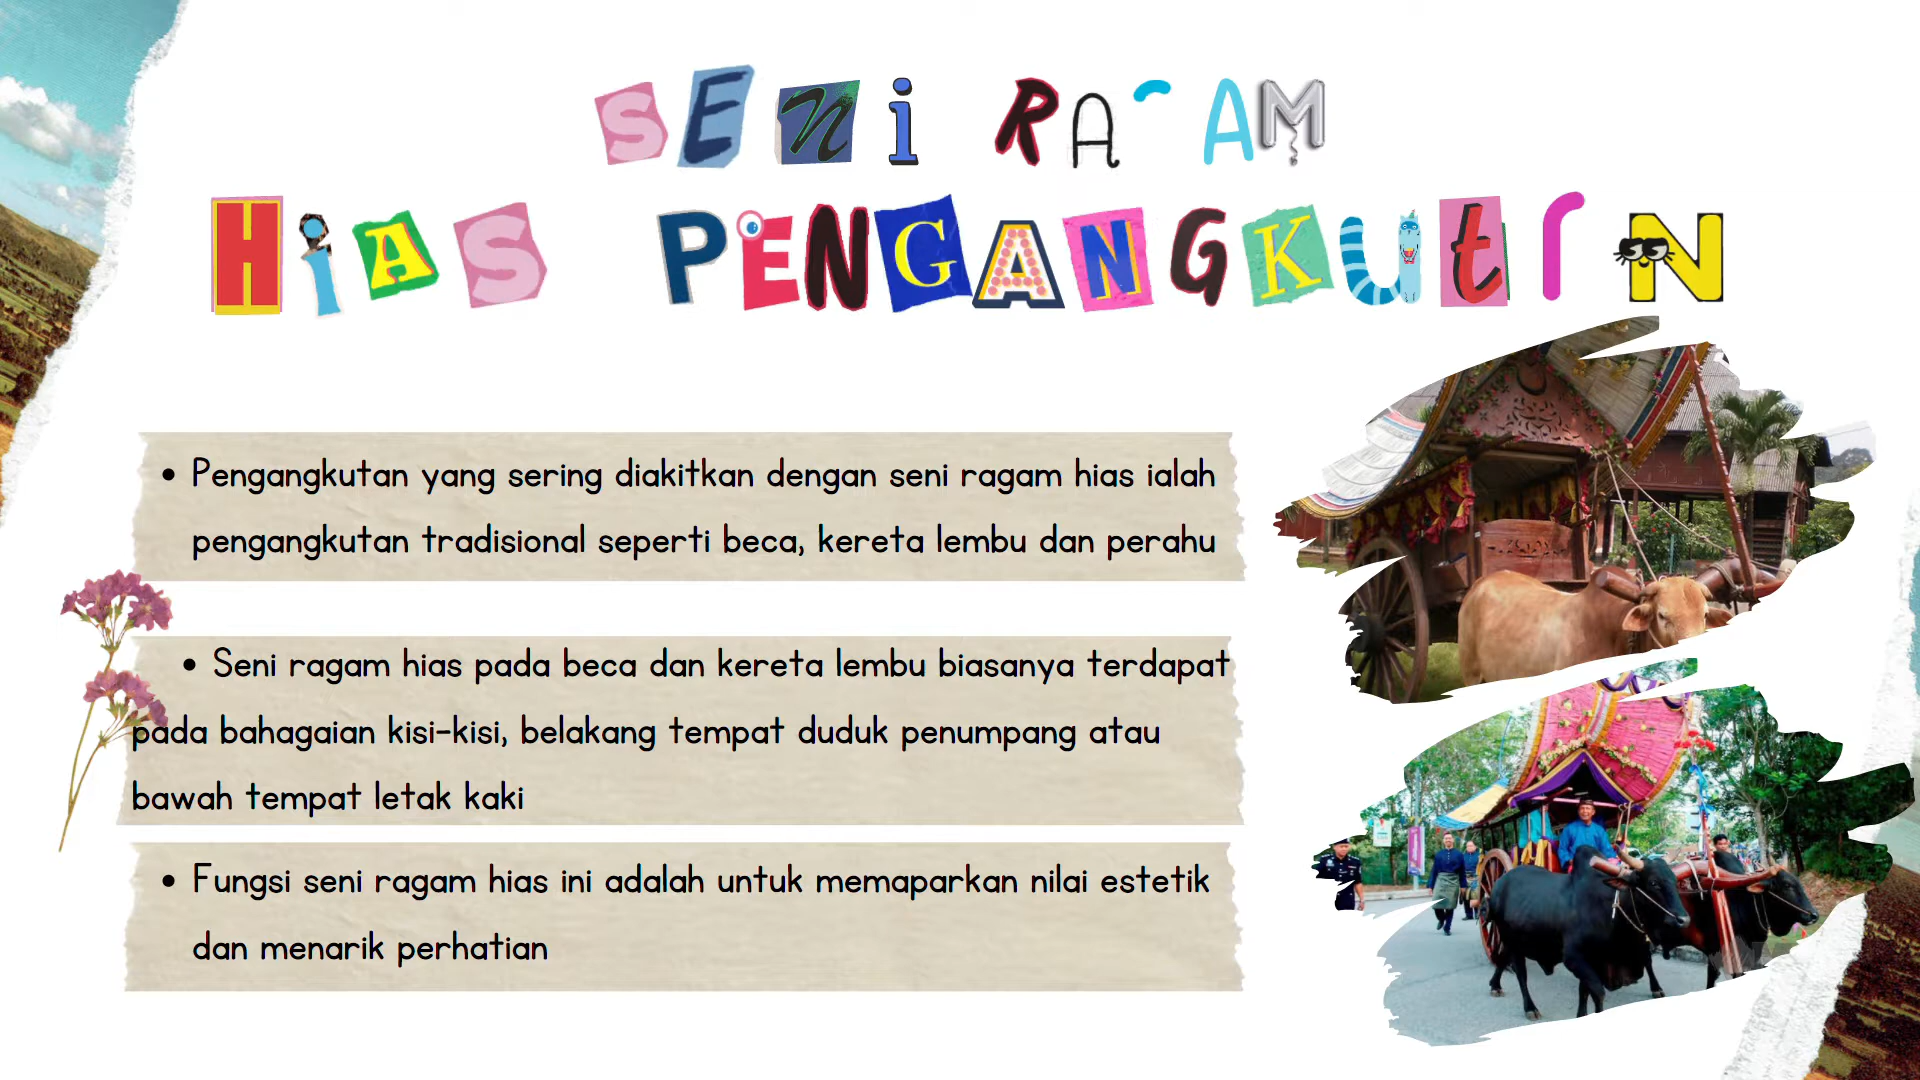 SENi RAGAM
HiAS PENGANGKUtAN
• Pengangkutan yang sering diakitkan dengan seni ragam hias ialah
pengangkutan tradisional seperti beca, kereta lembu dan perahu
• Seni ragam hias pada beca dan kereta lembu biasanya terdapat
pada bahagaian kisi-kisi, belakang tempat duduk penumpang atau
bawah tempat letak kaki
• Fungsi seni ragam hias ini adalah untuk memaparkan nilai estetik
dan menarik perhatian